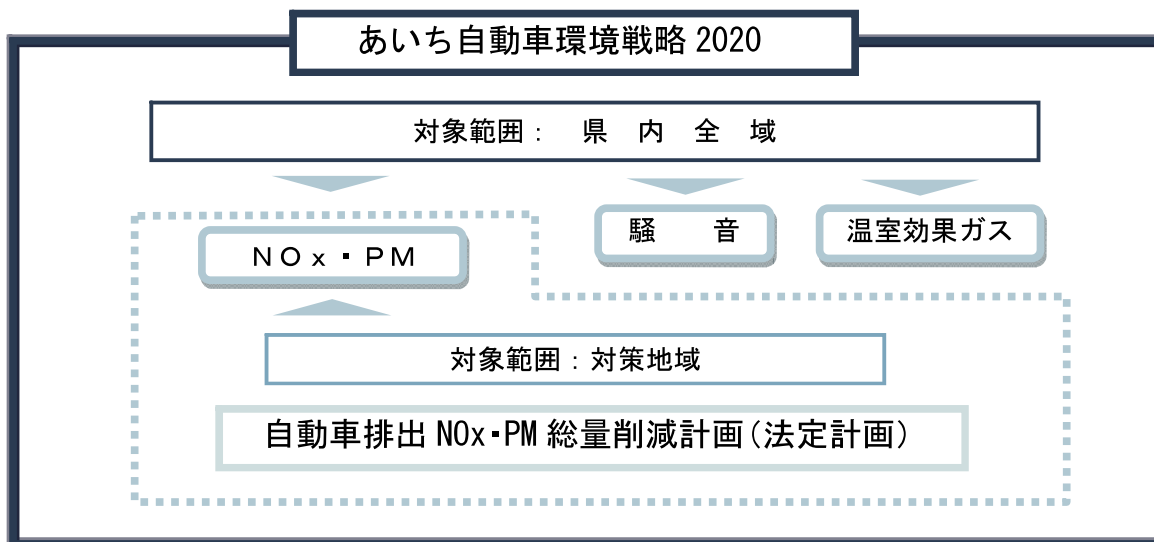 あいち自動車環境戦略 2020
対象範囲： 県 内 全 域
騒 音
温室効果ガス
ＮＯｘ・ＰＭ
対象範囲：対策地域
自動車排出 NOx・PM 総量削減計画（法定計画）